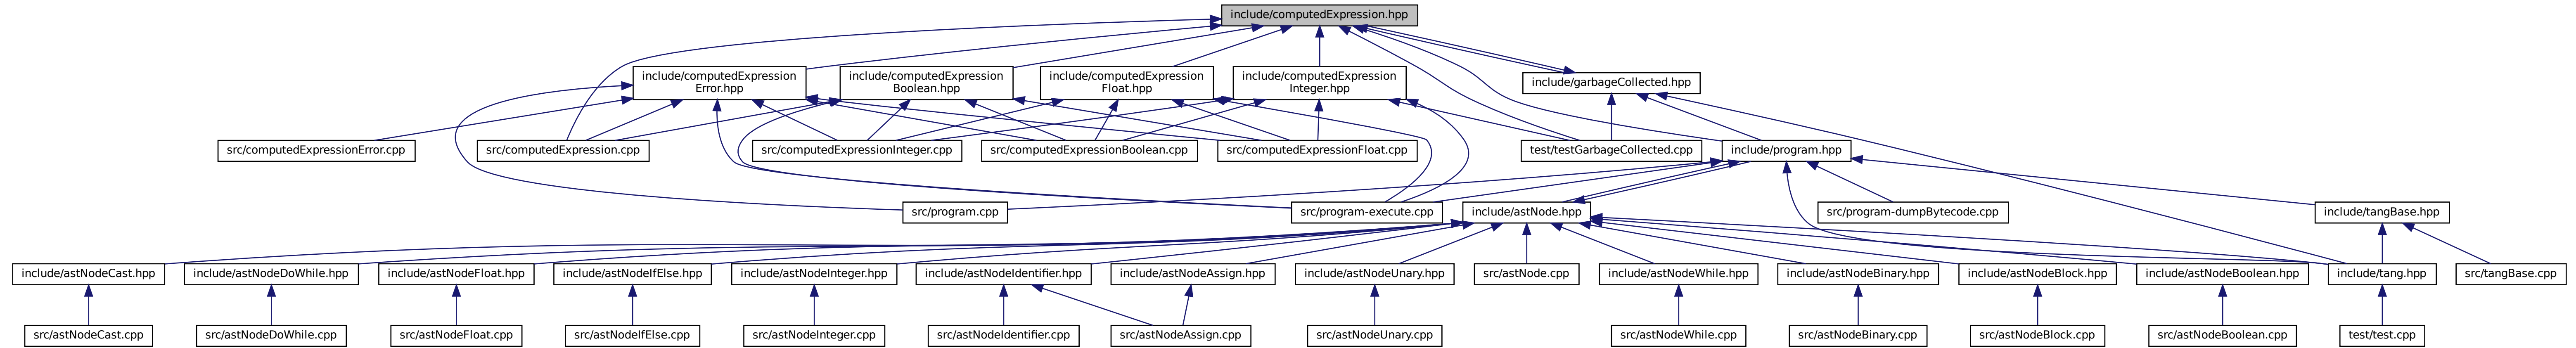 include/computedExpression.hpp
include/computedExpression
Error.hpp
include/computedExpression
Boolean.hpp
include/computedExpression
Float.hpp
include/computedExpression
Integer.hpp
include/garbageCollected.hpp
src/computedExpressionError.cpp
src/computedExpression.cpp
src/computedExpressionInteger.cpp
src/computedExpressionBoolean.cpp
src/computedExpressionFloat.cpp
test/testGarbageCollected.cpp
include/program.hpp
src/program.cpp
src/program-execute.cpp
include/astNode.hpp
src/program-dumpBytecode.cpp
include/tangBase.hpp
include/astNodeCast.hpp
include/astNodeDoWhile.hpp
include/astNodeFloat.hpp
include/astNodeIfElse.hpp
include/astNodeInteger.hpp
include/astNodeIdentifier.hpp
include/astNodeAssign.hpp
include/astNodeUnary.hpp
src/astNode.cpp
include/astNodeWhile.hpp
include/astNodeBinary.hpp
include/astNodeBlock.hpp
include/astNodeBoolean.hpp
include/tang.hpp
src/tangBase.cpp
src/astNodeCast.cpp
src/astNodeDoWhile.cpp
src/astNodeFloat.cpp
src/astNodeIfElse.cpp
src/astNodeInteger.cpp
src/astNodeIdentifier.cpp
src/astNodeAssign.cpp
src/astNodeUnary.cpp
src/astNodeWhile.cpp
src/astNodeBinary.cpp
src/astNodeBlock.cpp
src/astNodeBoolean.cpp
test/test.cpp